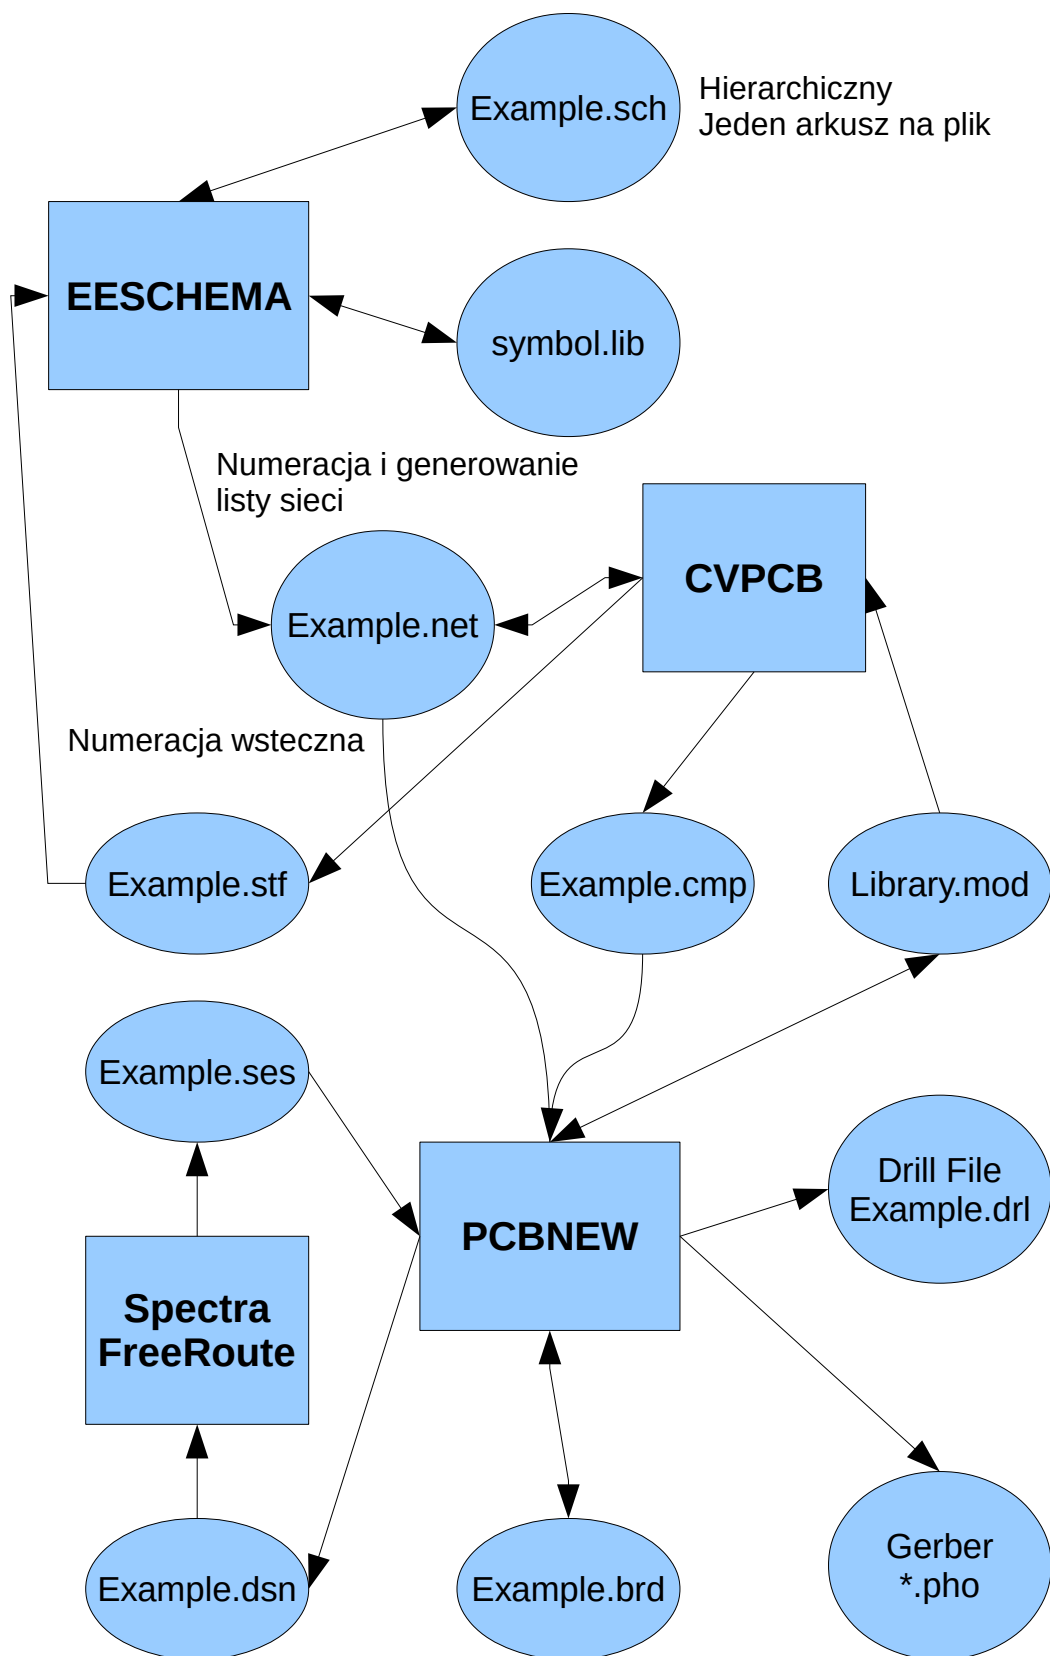 Example.sch
Hierarchiczny
Jeden arkusz na plik
EESCHEMA
symbol.lib
Numeracja i generowanie
listy sieci
CVPCB
Example.net
Numeracja wsteczna
Example.stf
Example.cmp
Library.mod
Example.ses
Drill File
Example.drl
PCBNEW
Spectra
FreeRoute
Gerber
*.pho
Example.dsn
Example.brd